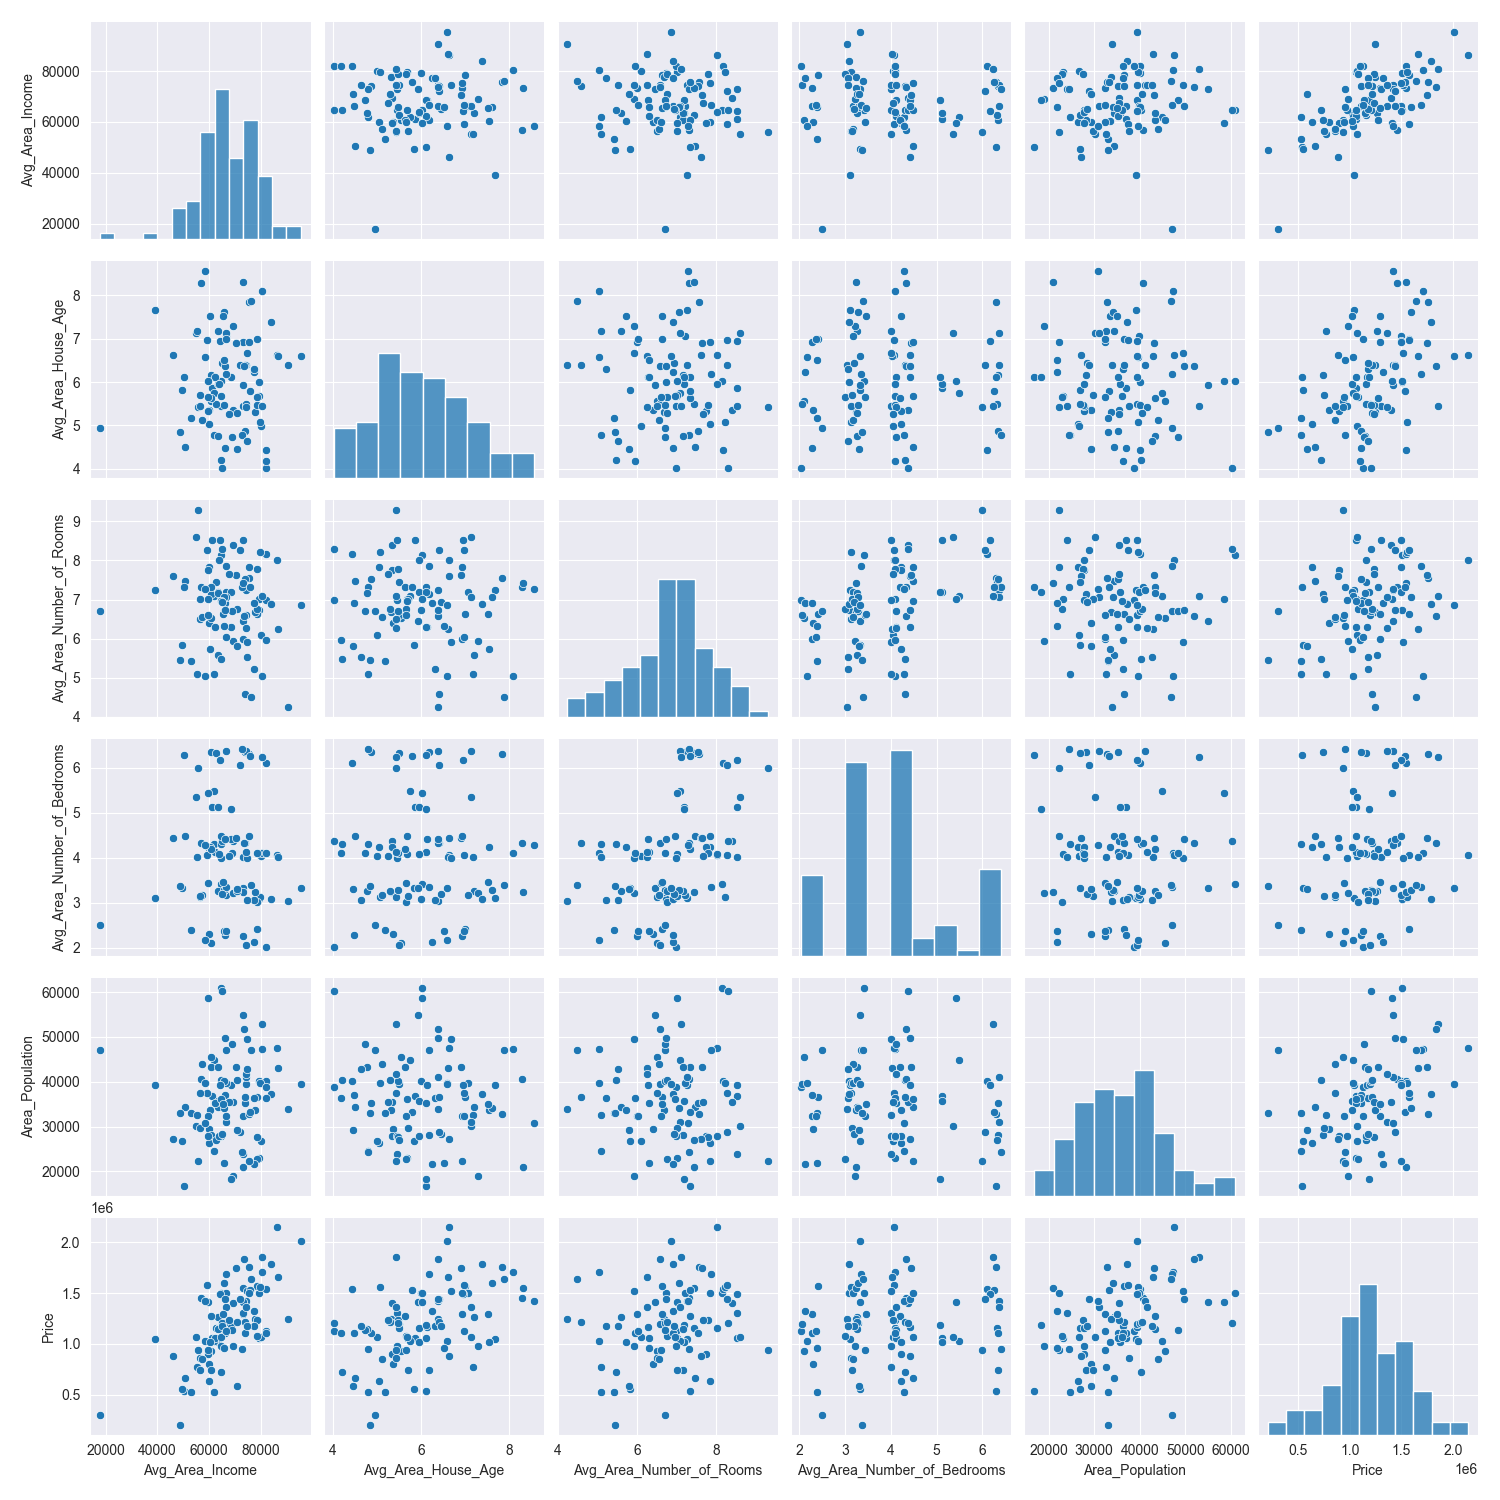 80000
60000
40000
20000
Avg_Area_Income
8
7
6
5
4
Avg_Area_House_Age
9
8
7
6
5
4
Avg_Area_Number_of_Rooms
6
5
4
3
2
Avg_Area_Number_of_Bedrooms
60000
50000
40000
30000
20000
Area_Population
1e6
2.0
1.5
1.0
0.5
Price
20000 40000 60000 80000
4 6 8
4 6 8
2 3 4 5 6
20000 30000 40000 50000 60000
0.5 1.0 1.5 2.0
Avg_Area_Income Avg_Area_House_Age Avg_Area_Number_of_Rooms Avg_Area_Number_of_Bedrooms Area_Population Price 1e6